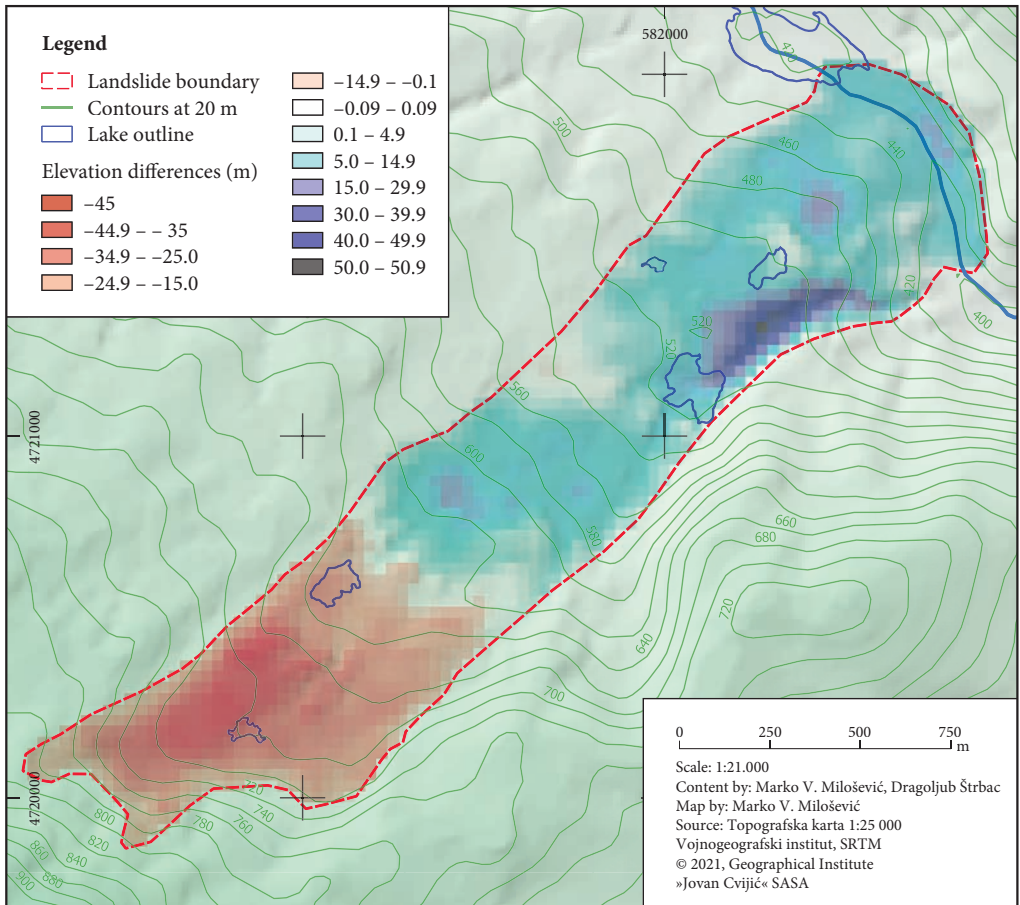 Legend
Landslide boundary
Contours at 20 m
Lake outline
Elevation differences (m)
−45
−44.9 – − 35
−34.9 – −25.0
−24.9 – −15.0
−14.9 – −0.1
−0.09 – 0.09
0.1 – 4.9
5.0 – 14.9
15.0 – 29.9
30.0 – 39.9
40.0 – 49.9
50.0 – 50.9
582000
420
500
460
440
480
420
400
520
520
560
4721000
600
580
660
680
720
640
700
4720000
720
740
760
780
800
820
840
860
880
900
0 250 500 750
m
Scale: 1:21.000
Content by: Marko V. Milošević, Dragoljub Štrbac
Map by: Marko V. Milošević
Source: Topografska karta 1:25 000
Vojnogeografski institut, SRTM
© 2021, Geographical Institute
»Jovan Cvijić« SASA